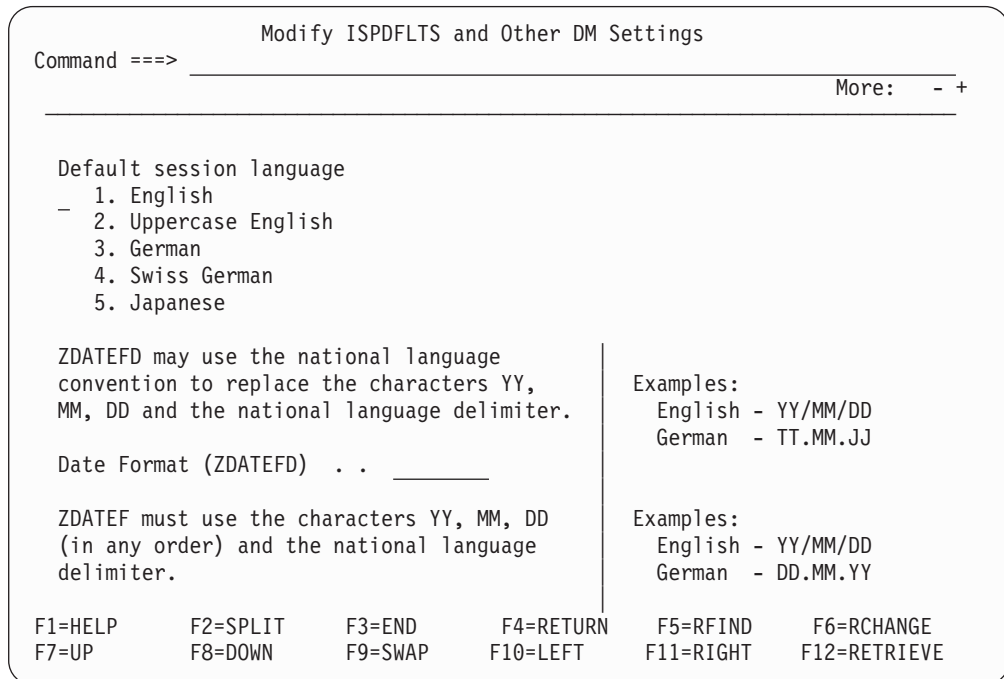 Modify ISPDFLTS and Other DM Settings
Command ===>
More: - +
Default session language
_ 1. English
2. Uppercase English
3. German
4. Swiss German
5. Japanese
ZDATEFD may use the national language
convention to replace the characters YY,
MM, DD and the national language delimiter.
Examples:
English - YY/MM/DD
German - TT.MM.JJ
Date Format (ZDATEFD) . .
ZDATEF must use the characters YY, MM, DD
(in any order) and the national language
delimiter.
Examples:
English - YY/MM/DD
German - DD.MM.YY
F1=HELP F2=SPLIT F3=END F4=RETURN F5=RFIND F6=RCHANGE
F7=UP F8=DOWN F9=SWAP F10=LEFT F11=RIGHT F12=RETRIEVE